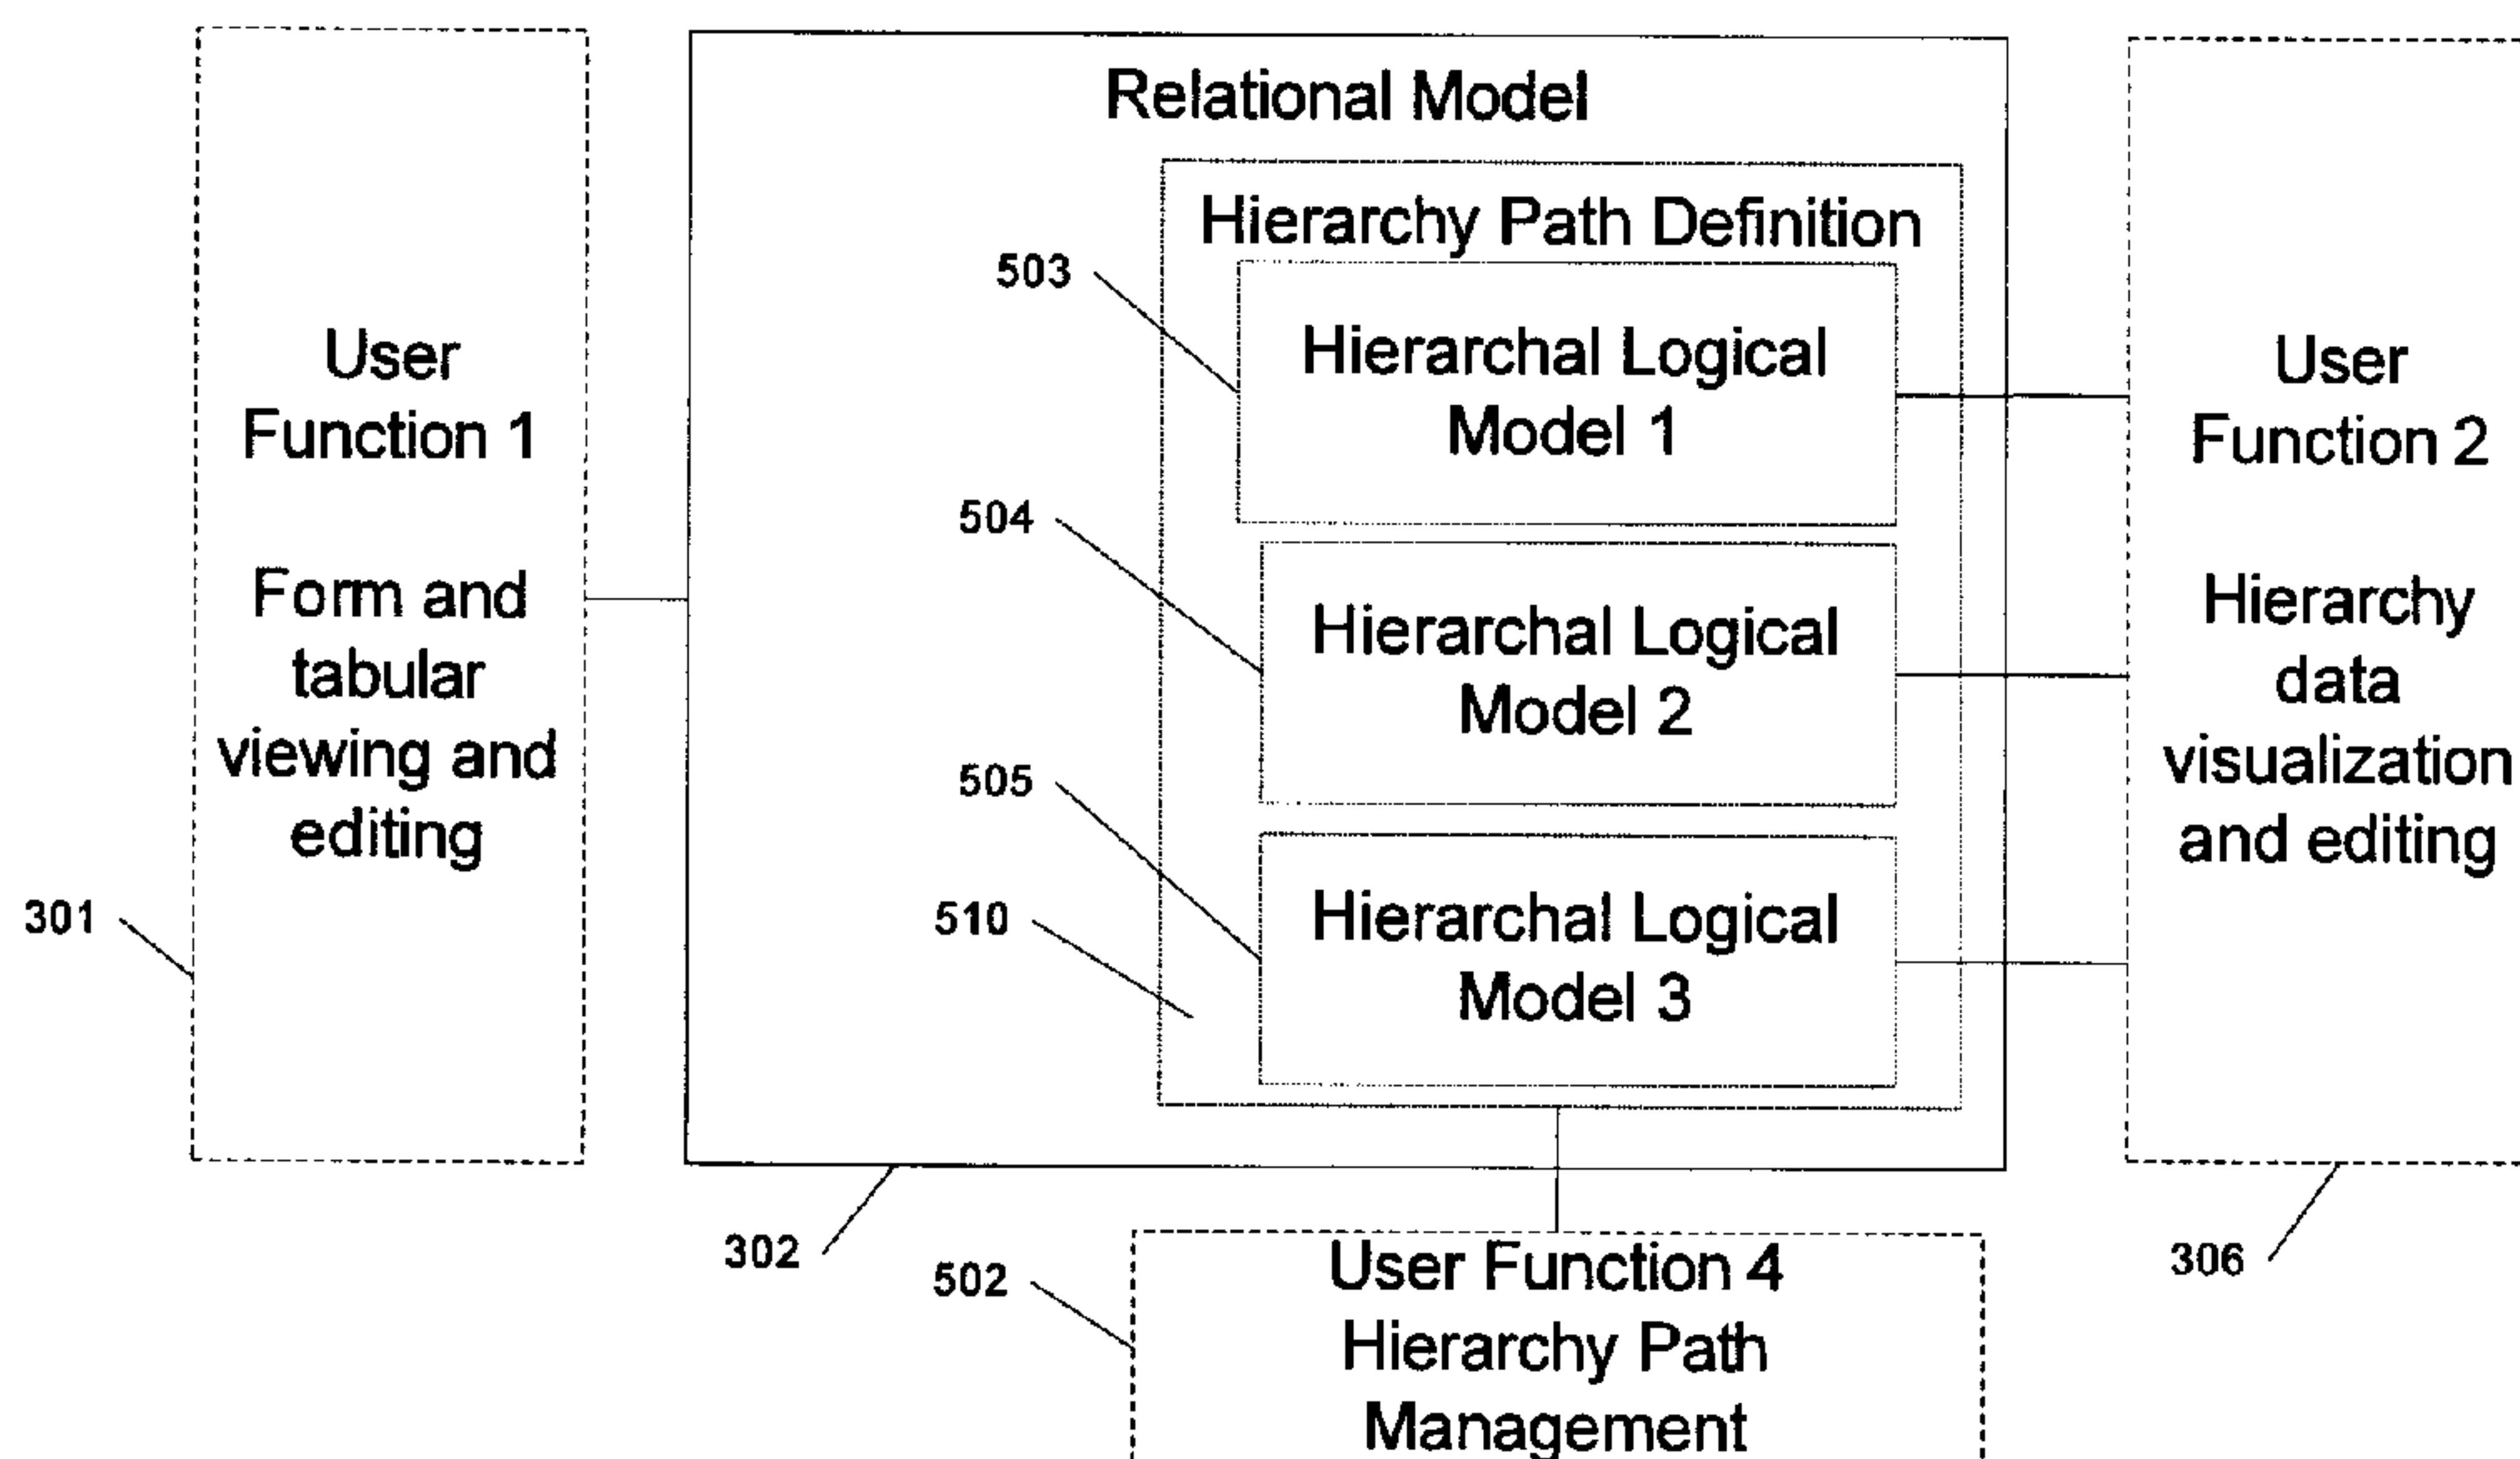 Relational Model
Hierarchy Path Definition
503
Hierarchal Logical
Model 1
504
Hierarchal Logical
Model 2
505
Hierarchal Logical
Model 3
510
User
Function 1
Form and
tabular
viewing and
editing
301
User
Function 2
Hierarchy
data
visualization
and editing
302
306
502
User Function 4
Hierarchy Path
Management